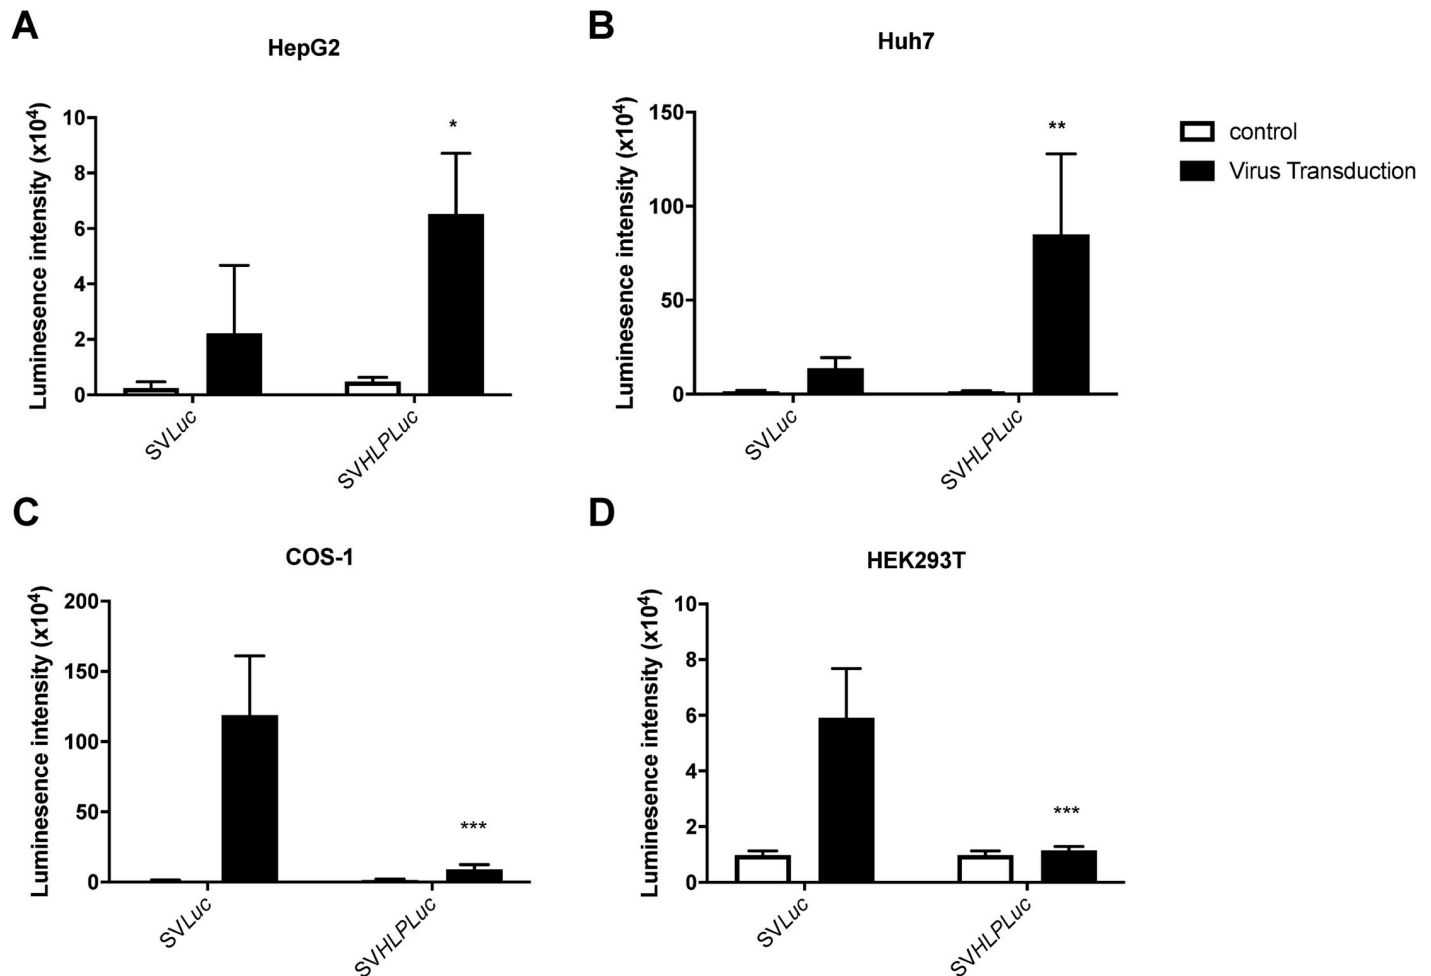 A
HepG2
Luminesence intensity (x10⁴)
10
8
6
4
2
0
*
SVLuc
SVHLPLuc
B
Huh7
Luminesence intensity (x10⁴)
150
100
50
0
**
SVLuc
SVHLPLuc
control
Virus Transduction
C
COS-1
Luminesence intensity (x10⁴)
200
150
100
50
0
***
SVLuc
SVHLPLuc
D
HEK293T
Luminesence intensity (x10⁴)
10
8
6
4
2
0
***
SVLuc
SVHLPLuc